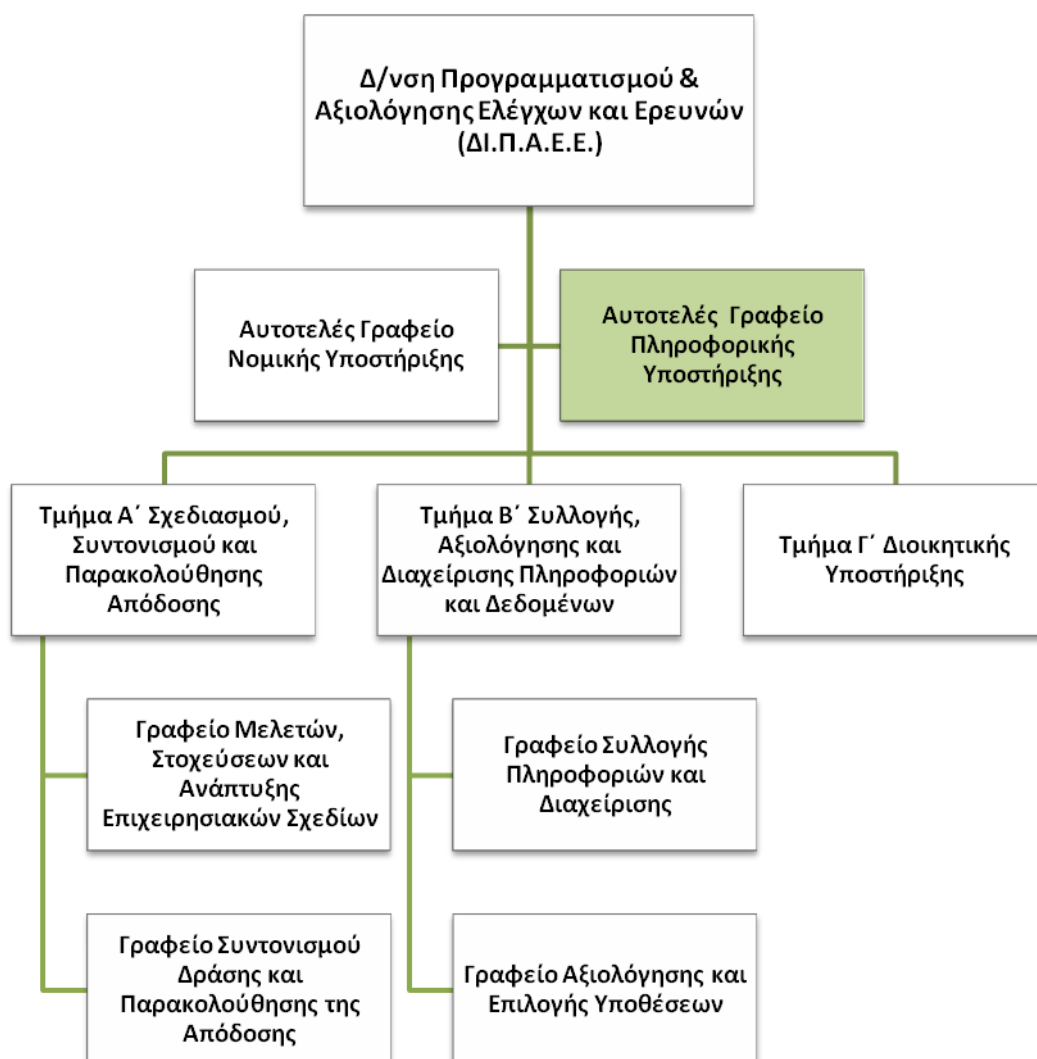 Δ/νση Προγραμματισμού &
Αξιολόγησης Ελέγχων και Ερευνών
(ΔΙ.Π.Α.Ε.Ε.)
Αυτοτελές Γραφείο
Νομικής Υποστήριξης
Αυτοτελές Γραφείο
Πληροφορικής
Υποστήριξης
Τμήμα Α΄ Σχεδιασμού,
Συντονισμού και
Παρακολούθησης
Απόδοσης
Τμήμα Β΄ Συλλογής,
Αξιολόγησης και
Διαχείρισης Πληροφοριών
και Δεδομένων
Τμήμα Γ΄ Διοικητικής
Υποστήριξης
Γραφείο Μελετών,
Στοχεύσεων και
Ανάπτυξης
Επιχειρησιακών Σχεδίων
Γραφείο Συλλογής
Πληροφοριών και
Διαχείρισης
Γραφείο Συντονισμού
Δράσης και
Παρακολούθησης της
Απόδοσης
Γραφείο Αξιολόγησης και
Επιλογής Υποθέσεων